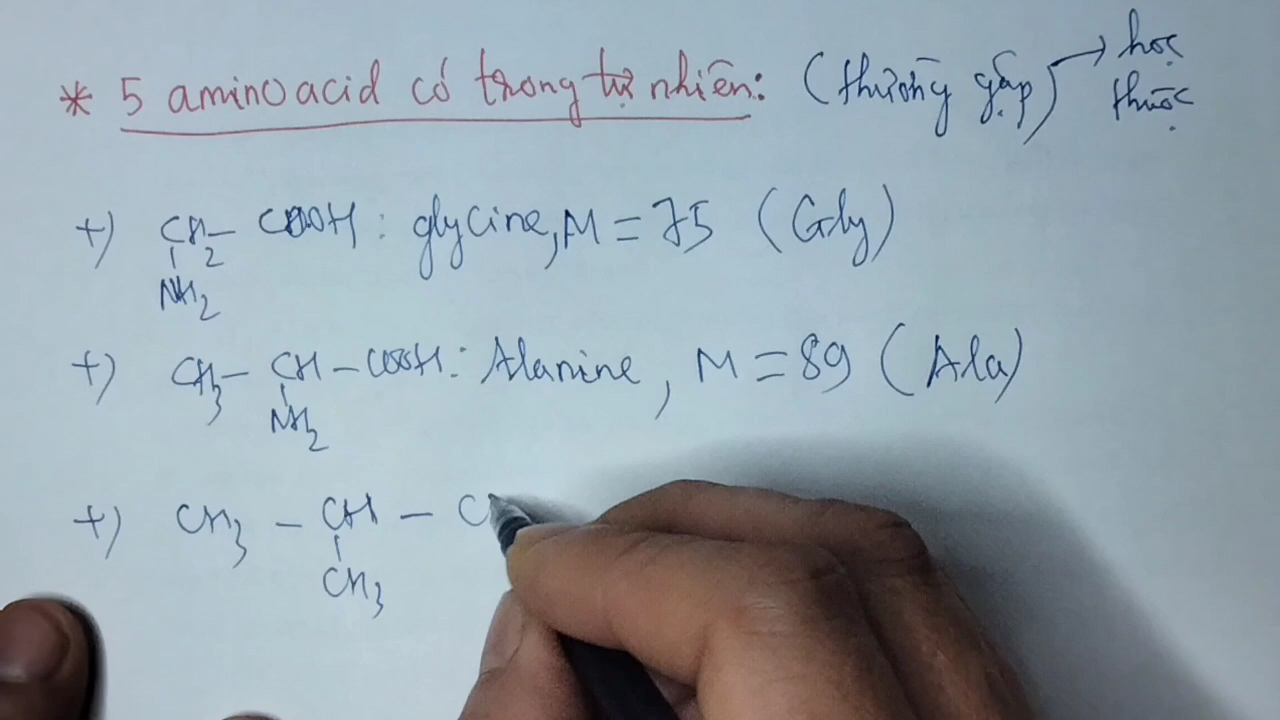 * 5 amino acid có trong tự nhiên: (thường gặp) → học thuộc
+) CH2 - COOH : glycine, M = 75 (Gly)
NH2
+) CH3 - CH - COOH : Alanine, M = 89 (Ala)
NH2
+) CH3 - CH - C
CH3